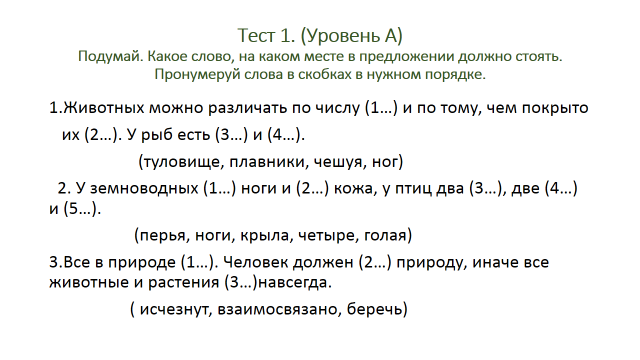 Тест 1. (Уровень А)
Подумай. Какое слово, на каком месте в предложении должно стоять.
Пронумеруй слова в скобках в нужном порядке.
1.Животных можно различать по числу (1…) и по тому, чем покрыто
их (2…). У рыб есть (3…) и (4…).
(туловище, плавники, чешуя, ног)
2. У земноводных (1…) ноги и (2…) кожа, у птиц два (3…), две (4…)
и (5…).
(перья, ноги, крыла, четыре, голая)
3.Все в природе (1…). Человек должен (2…) природу, иначе все
животные и растения (3…)навсегда.
( исчезнут, взаимосвязано, беречь)